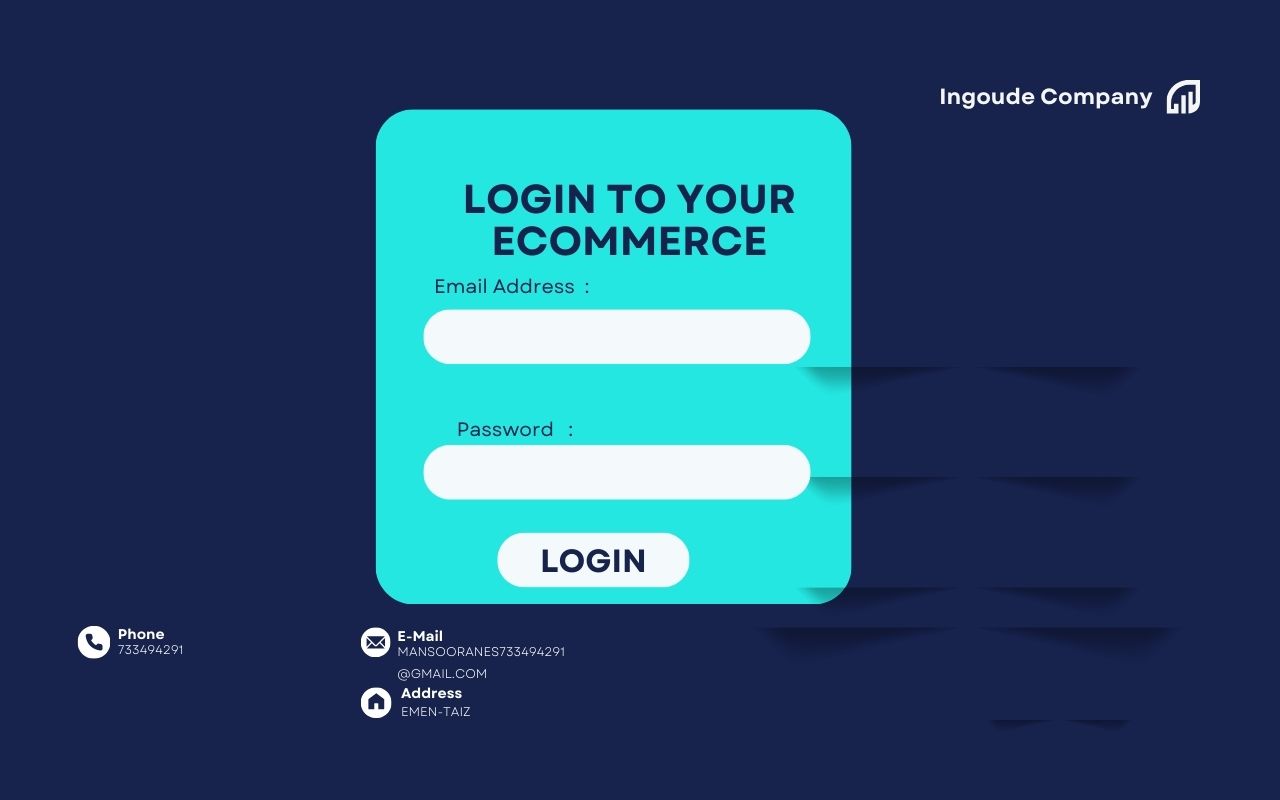 Ingoude Company
LOGIN TO YOUR
ECOMMERCE
Email Address :
Password :
LOGIN
Phone
733494291
E-Mail
MANSOORANES733494291
@GMAIL.COM
Address
EMEN-TAIZ